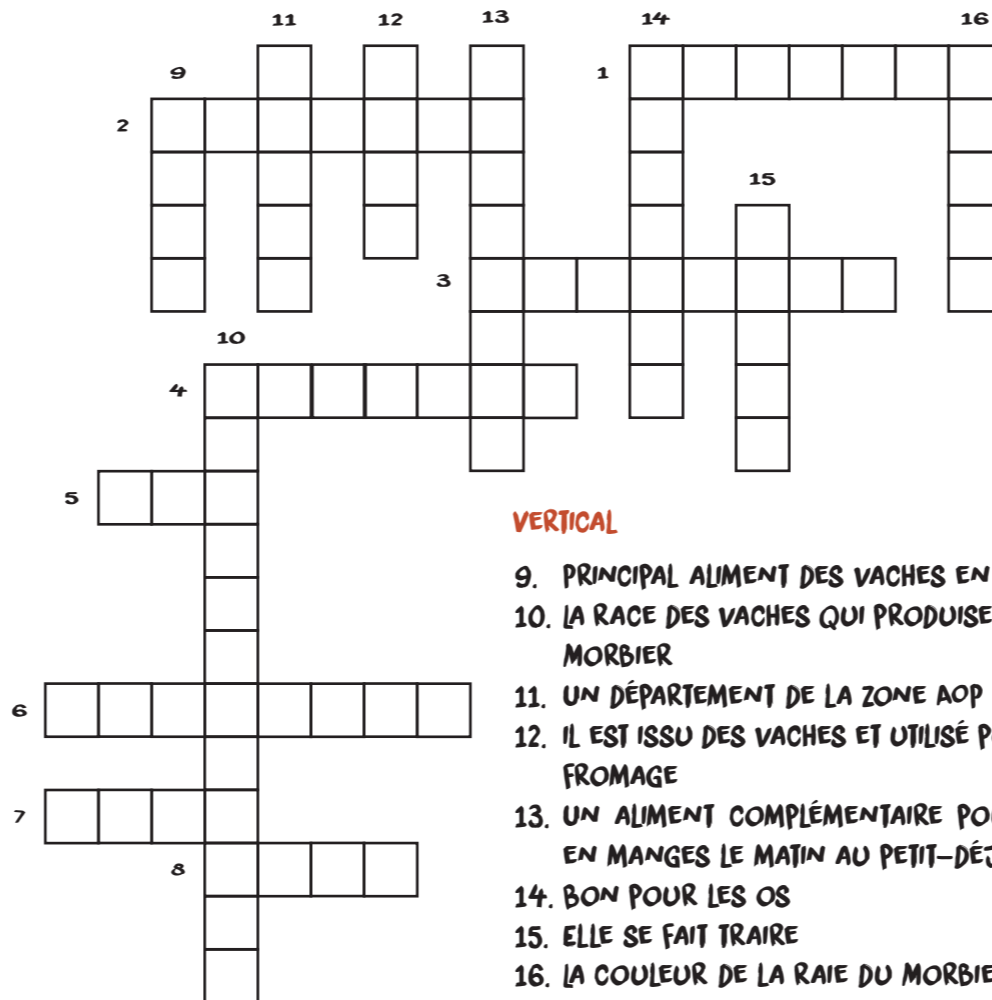 11 12 13 14 16
9 1
2
15
3
10
4
5
VERTICAL
9. PRINCIPAL ALIMENT DES VACHES EN
10. LA RACE DES VACHES QUI PRODUISE
MORBIER
6
11. UN DÉPARTEMENT DE LA ZONE AOP
12. IL EST ISSU DES VACHES ET UTILISÉ P
FROMAGE
7
13. UN ALIMENT COMPLÉMENTAIRE POU
EN MANGES LE MATIN AU PETIT-DÉJ
8
14. BON POUR LES OS
15. ELLE SE FAIT TRAIRE
16. LA COULEUR DE LA RAIE DU MORBIE